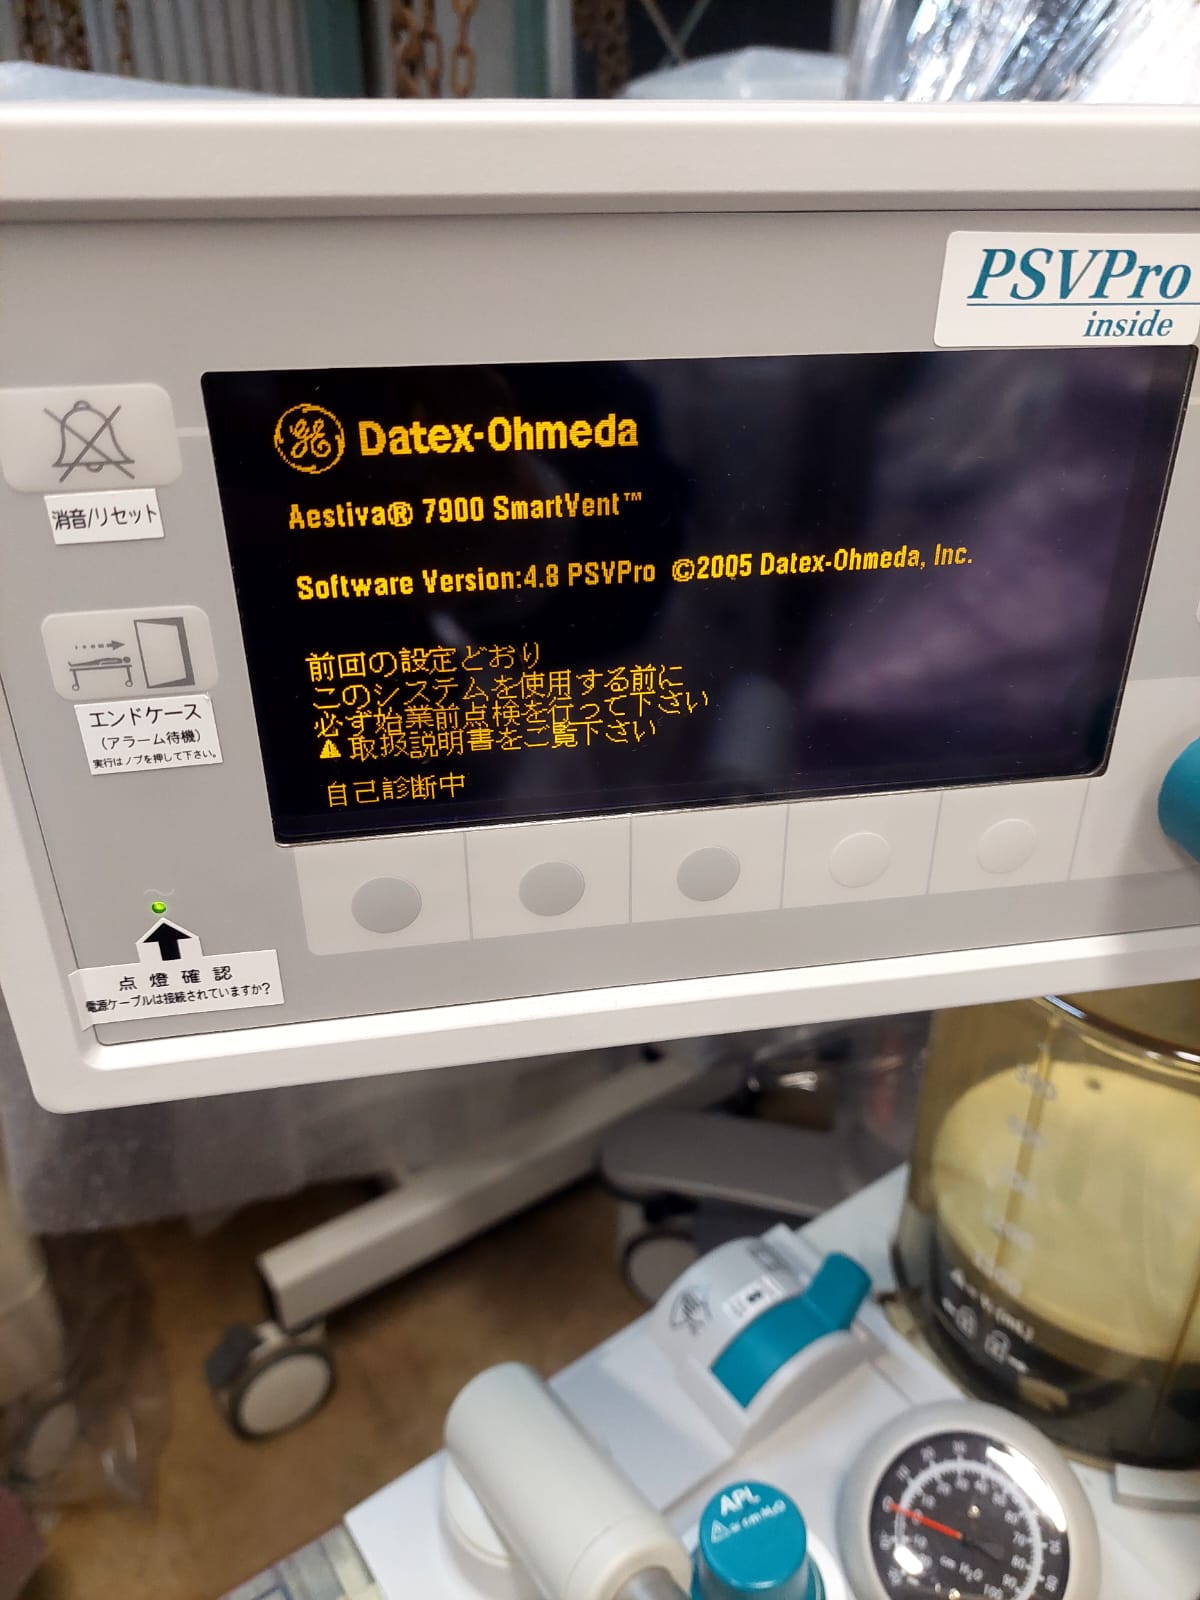 PSVPro
inside
GE Datex-Ohmeda
Aestiva® 7900 SmartVent™
Software Version:4.8 PSVPro ©2005 Datex-Ohmeda, Inc.
前回の設定どおり
このシステムを使用する前に
必ず始業前点検を行って下さい
⚠取扱説明書をご覧下さい
自己診断中
消音/リセット
エンドケース
(アラーム待機)
実行はノブを押して下さい。
点燈確認
電源ケーブルは接続されていますか?
APL
cmH₂O